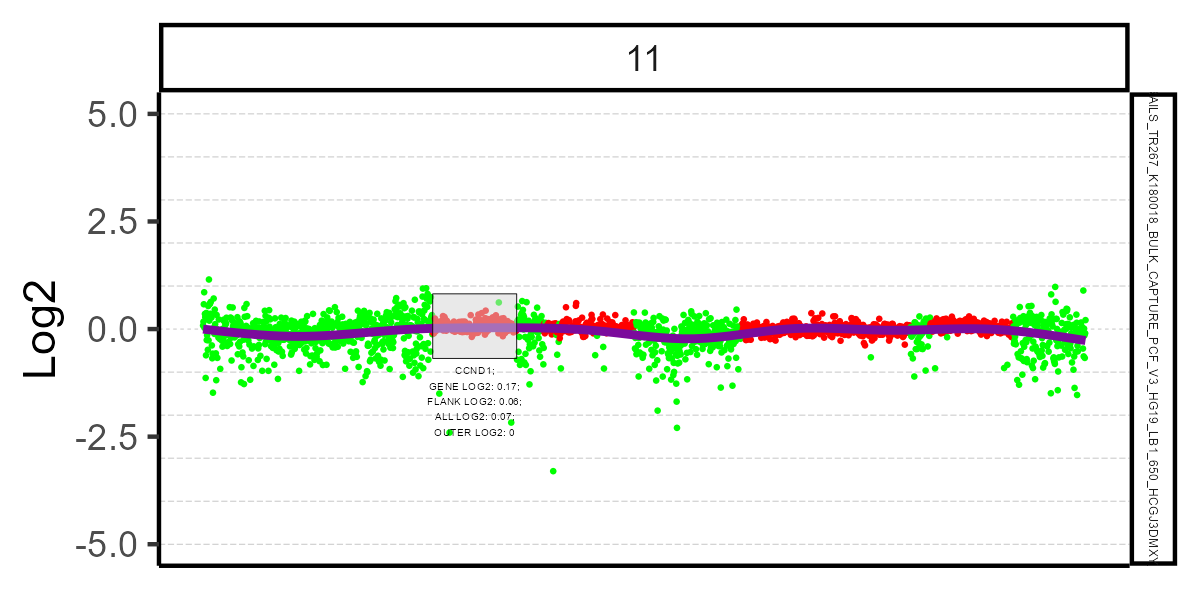 11
5.0
2.5
0.0
-2.5
-5.0
Log2
CCND1;
GENE LOG2: 0.17;
FLANK LOG2: 0.06;
ALL LOG2: 0.07;
OUTER LOG2: 0
AILS_TR267_K180018_BULK_CAPTURE_PCF_V3_HG19_LB1_650_HCGJ3DMXY